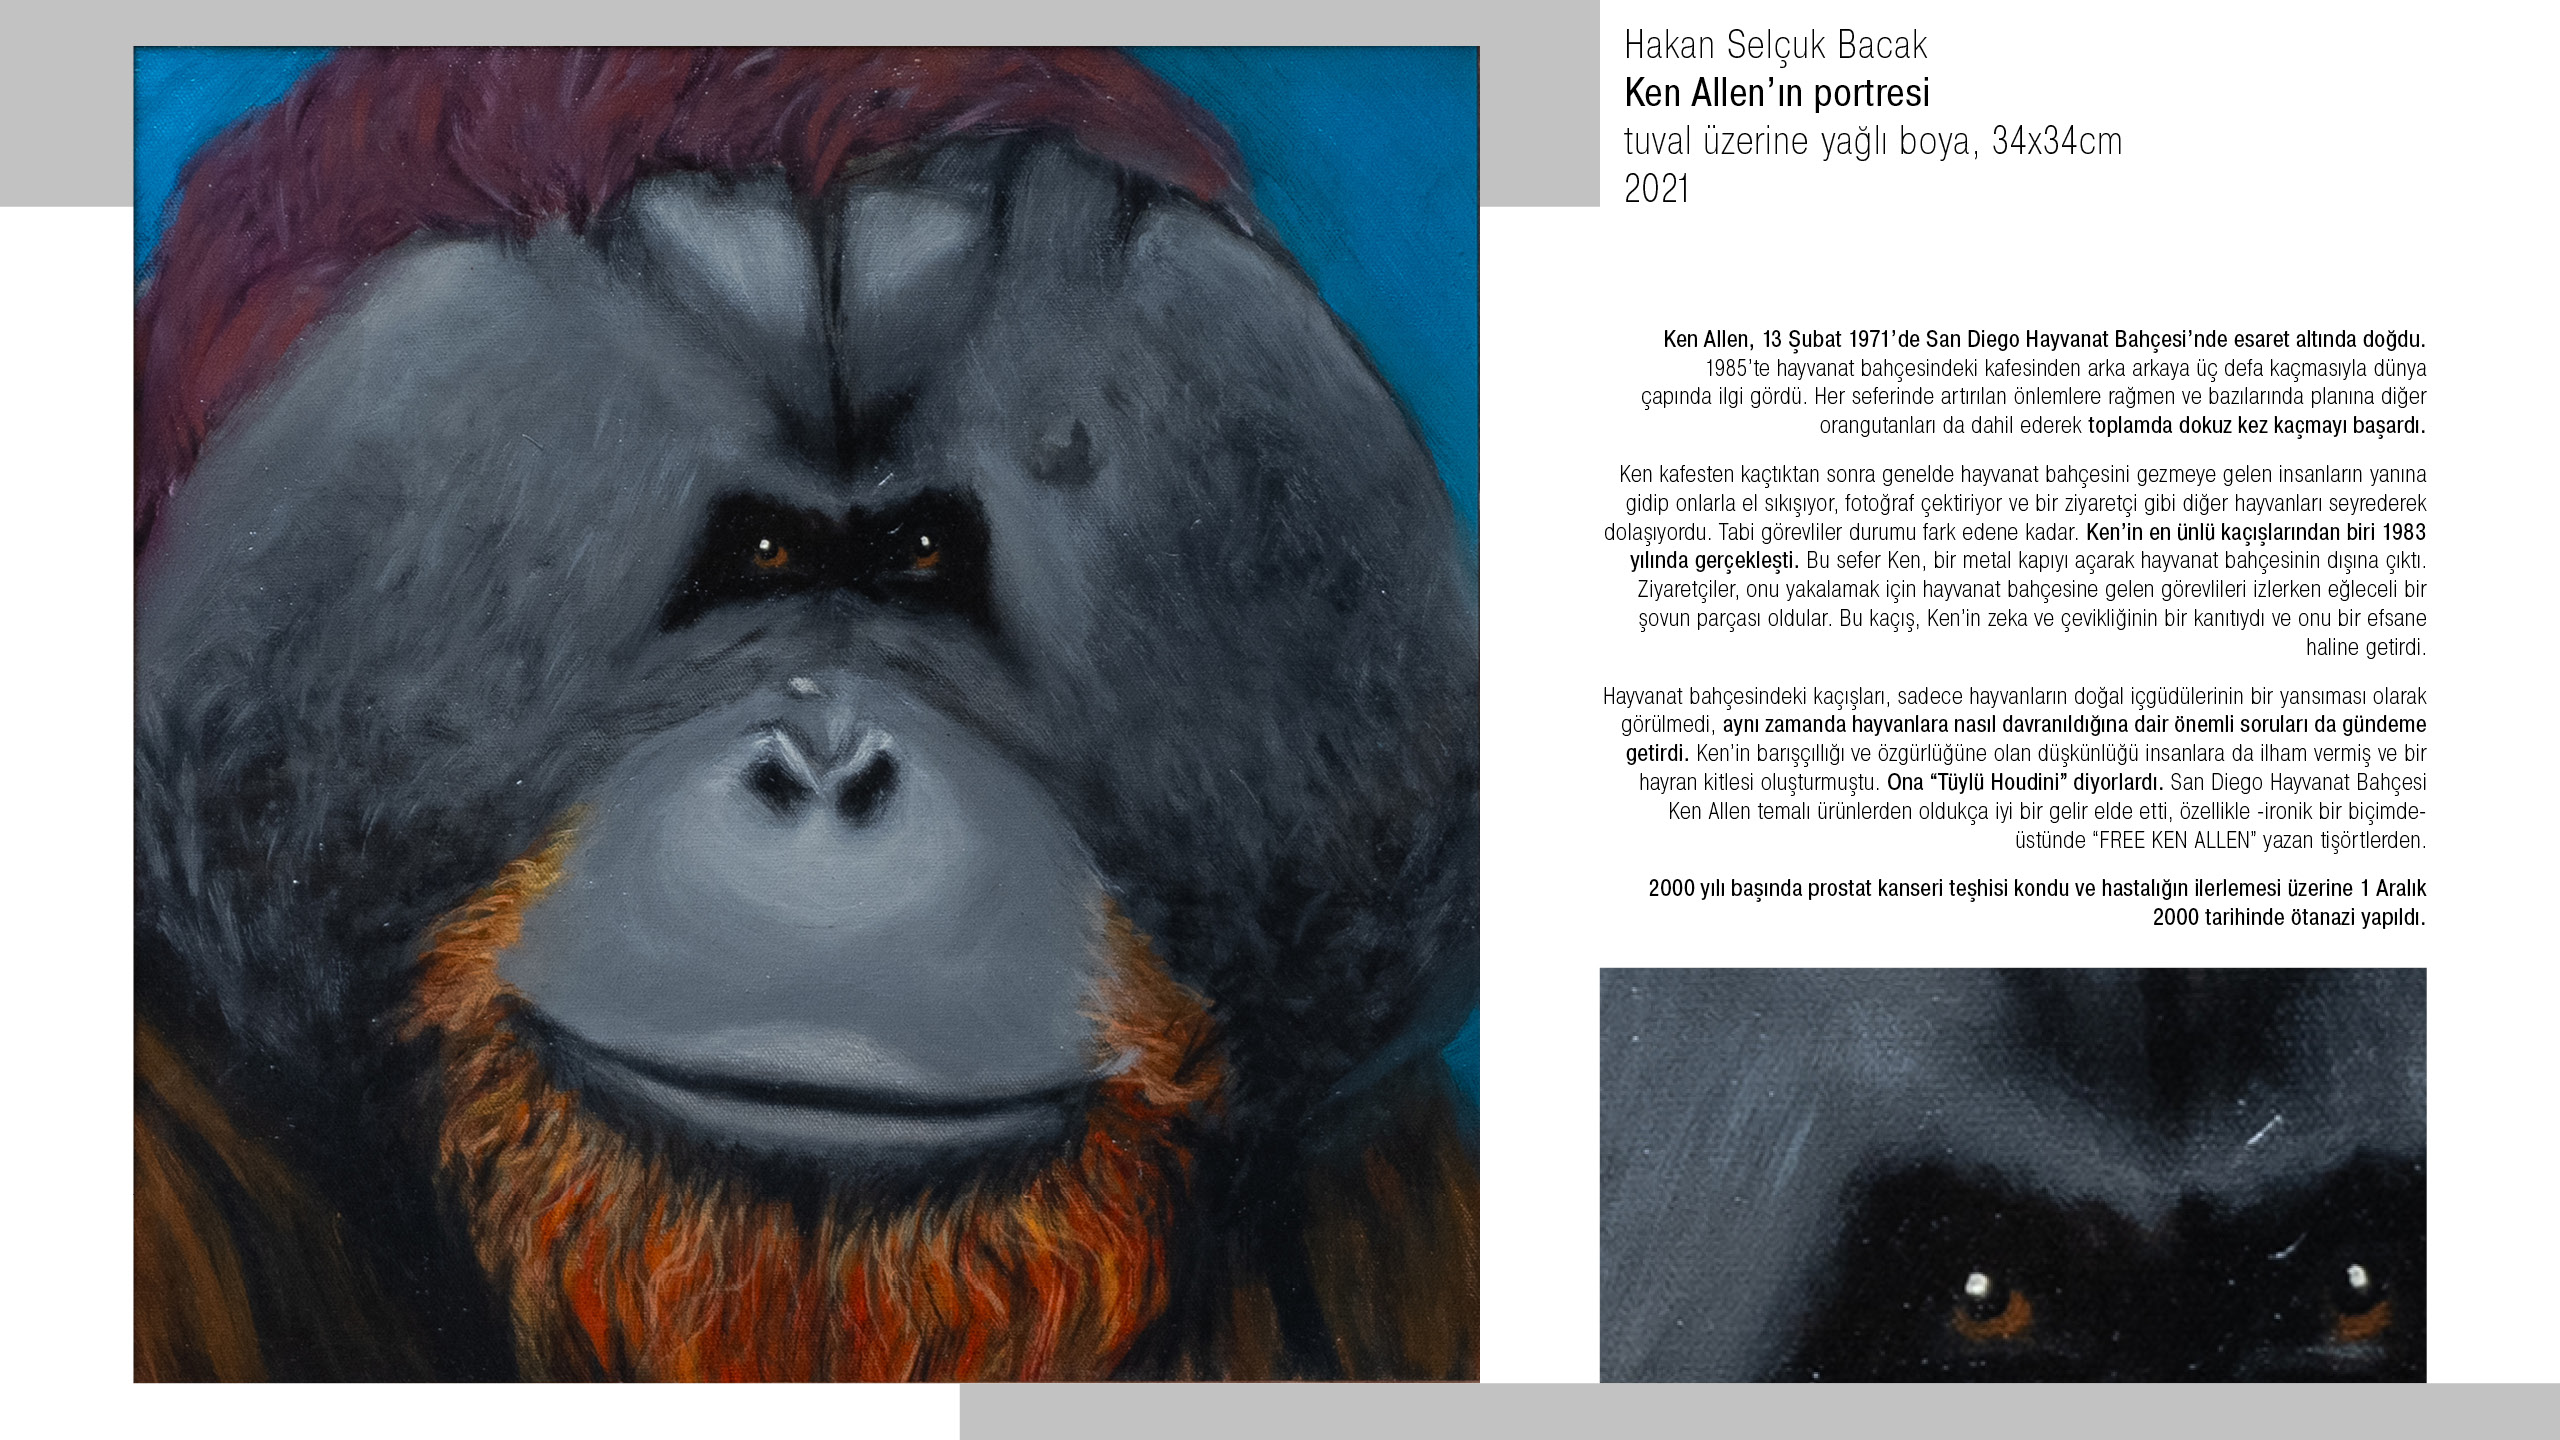 Hakan Selçuk Bacak
Ken Allen’ın portresi
tuval üzerine yağlı boya, 34x34cm
2021
Ken Allen, 13 Şubat 1971’de San Diego Hayvanat Bahçesi’nde esaret altında doğdu.
1985’te hayvanat bahçesindeki kafesinden arka arkaya üç defa kaçmasıyla dünya
çapında ilgi gördü. Her seferinde artırılan önlemlere rağmen ve bazılarında planına diğer
orangutanları da dahil ederek toplamda dokuz kez kaçmayı başardı.
Ken kafesten kaçtıktan sonra genelde hayvanat bahçesini gezmeye gelen insanların yanına
gidip onlarla el sıkışıyor, fotoğraf çektiriyor ve bir ziyaretçi gibi diğer hayvanları seyrederek
dolaşıyordu. Tabi görevliler durumu fark edene kadar. Ken’in en ünlü kaçışlarından biri 1983
yılında gerçekleşti. Bu sefer Ken, bir metal kapıyı açarak hayvanat bahçesinin dışına çıktı.
Ziyaretçiler, onu yakalamak için hayvanat bahçesine gelen görevlileri izlerken eğleceli bir
şovun parçası oldular. Bu kaçış, Ken’in zeka ve çevikliğinin bir kanıtıydı ve onu bir efsane
haline getirdi.
Hayvanat bahçesindeki kaçışları, sadece hayvanların doğal içgüdülerinin bir yansıması olarak
görülmedi, aynı zamanda hayvanlara nasıl davranıldığına dair önemli soruları da gündeme
getirdi. Ken’in barışçıllığı ve özgürlüğüne olan düşkünlüğü insanlara da ilham vermiş ve bir
hayran kitlesi oluşturmuştu. Ona “Tüylü Houdini” diyorlardı. San Diego Hayvanat Bahçesi
Ken Allen temalı ürünlerden oldukça iyi bir gelir elde etti, özellikle -ironik bir biçimde-
üstünde “FREE KEN ALLEN” yazan tişörtlerden.
2000 yılı başında prostat kanseri teşhisi kondu ve hastalığın ilerlemesi üzerine 1 Aralık
2000 tarihinde ötanazi yapıldı.